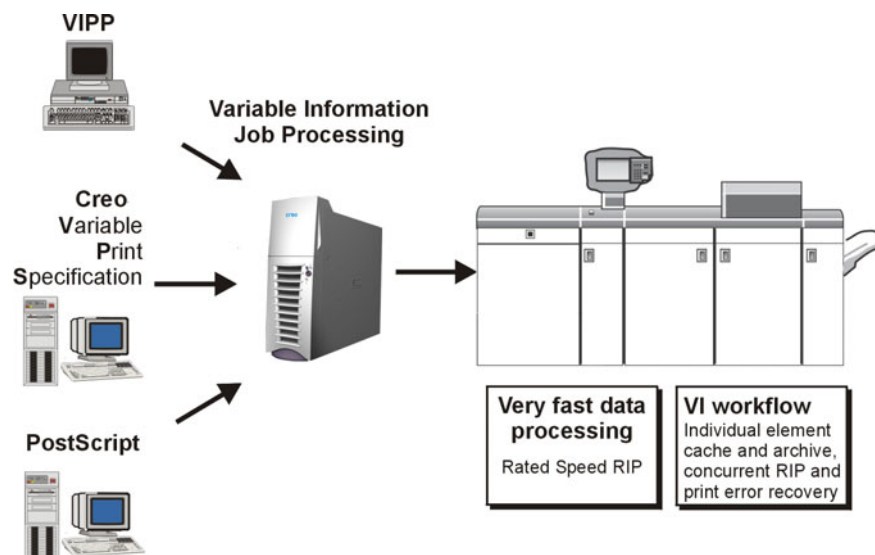 VIPP
Variable Information
Job Processing
Creo
Variable
Print
Specification
PostScript
Very fast data
processing
Rated Speed RIP
VI workflow
Individual element
cache and archive,
concurrent RIP and
print error recovery